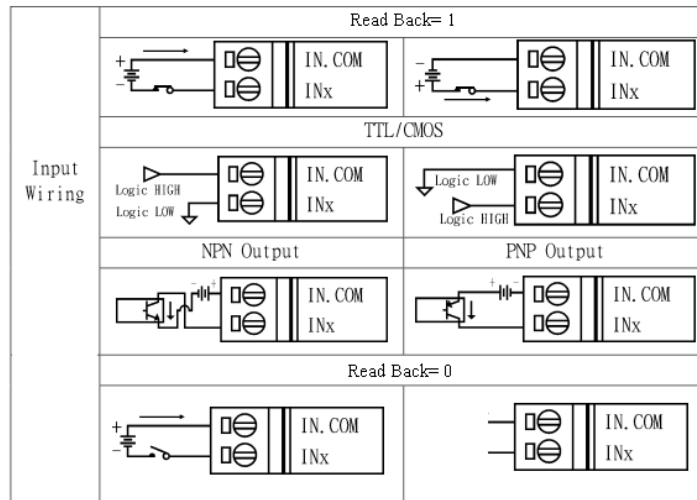 Read Back= 1
+
-
IN.COM
INx
-
+
IN.COM
INx
TTL/CMOS
Input
Wiring
Logic HIGH
Logic LOW
IN.COM
INx
Logic LOW
Logic HIGH
IN.COM
INx
NPN Output
PNP Output
- +
IN.COM
INx
+ -
IN.COM
INx
Read Back= 0
+
-
IN.COM
INx
IN.COM
INx